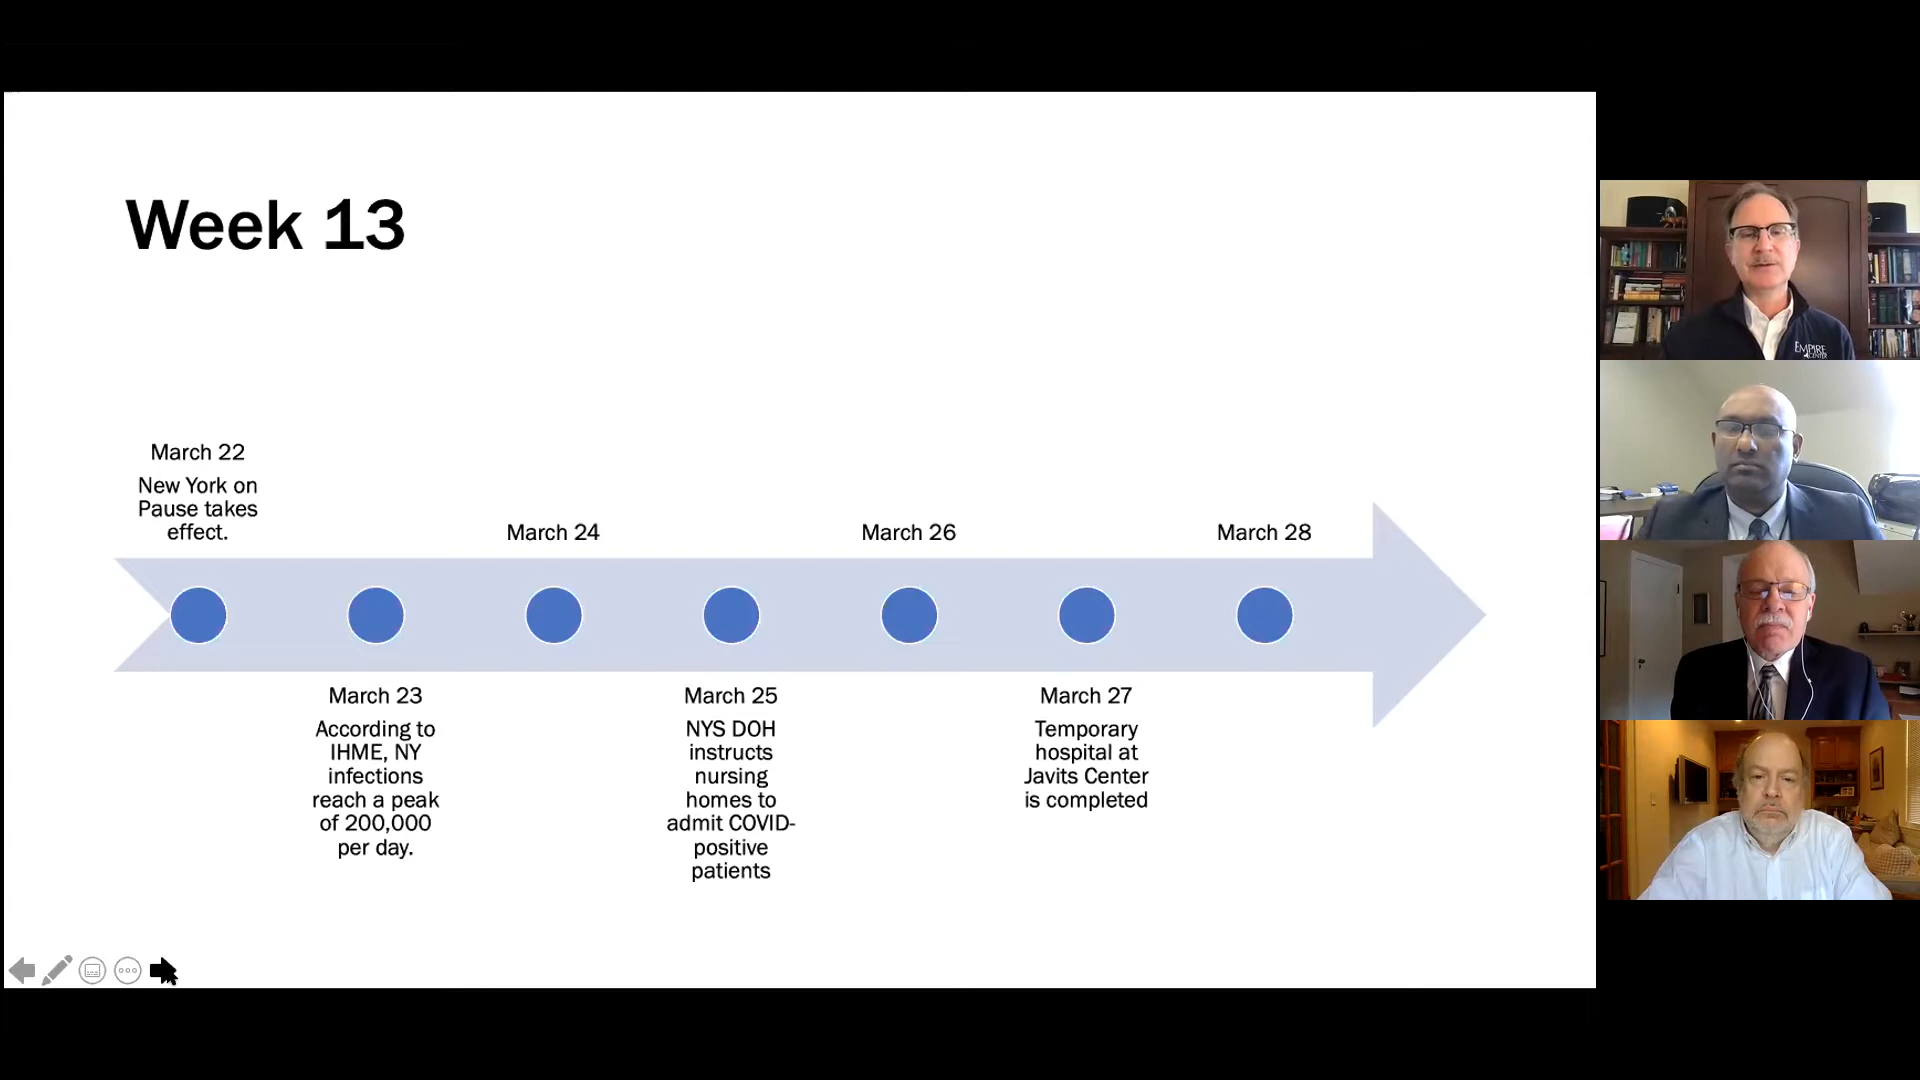 Week 13
March 22
New York on
Pause takes
effect.
March 24
March 26
March 28
March 23
According to
IHME, NY
infections
reach a peak
of 200,000
per day.
March 25
NYS DOH
instructs
nursing
homes to
admit COVID-
positive
patients
March 27
Temporary
hospital at
Javits Center
is completed
EMPIRE
CENTER